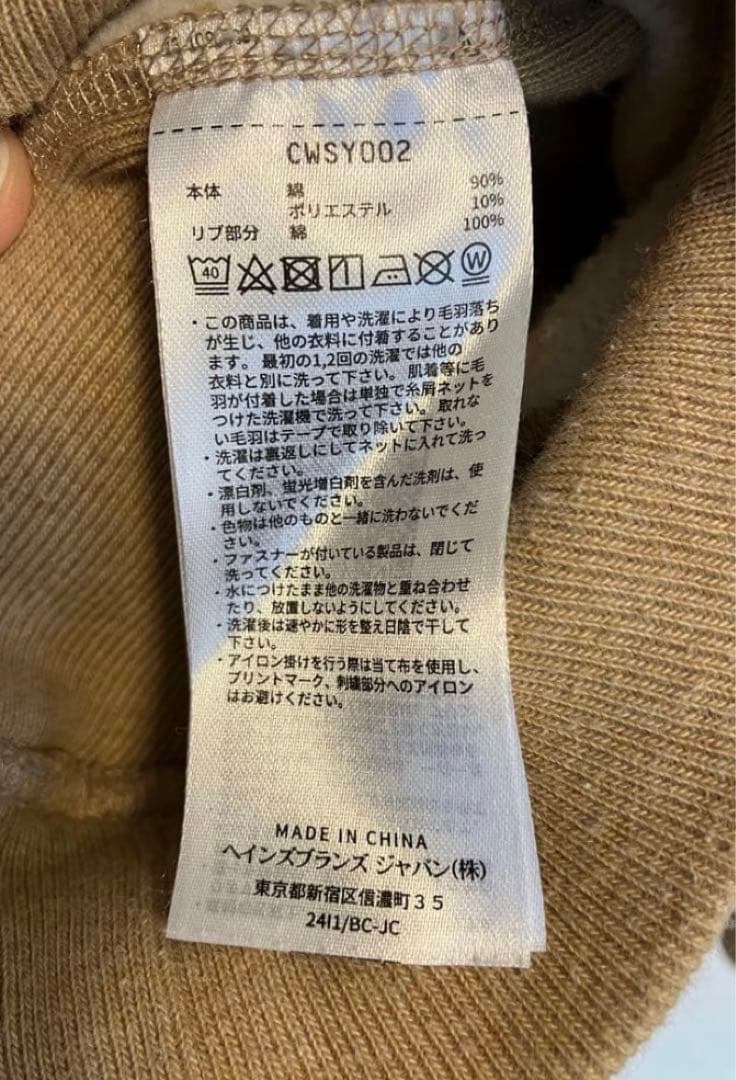 CWSY002
本体 綿 90%
ポリエステル 10%
リブ部分 綿 100%
40 W
・この商品は、着用や洗濯により毛羽落ち
が生じ、他の衣料に付着することがあり
ます。最初の1,2回の洗濯では他の
衣料と別に洗って下さい。肌着等に毛
羽が付着した場合は単独で糸屑ネットを
つけた洗濯機で洗って下さい。取れな
い毛羽はテープで取り除いて下さい。
・洗濯は裏返しにしてネットに入れて洗っ
てください。
・漂白剤、蛍光増白剤を含んだ洗剤は、使
用しないでください。
・色物は他のものと一緒に洗わないでくだ
さい。
・ファスナーが付いている製品は、閉じて
洗ってください。
・水につけたまま他の洗濯物と重ね合わせ
たり、放置しないようにしてください。
・洗濯後は速やかに形を整え日陰で干して
下さい。
・アイロン掛けを行う際は当て布を使用し、
プリントマーク、刺繍部分へのアイロン
はお避けください。
MADE IN CHINA
ヘインズブランズ ジャパン(株)
東京都新宿区信濃町35
24I1/BC-JC